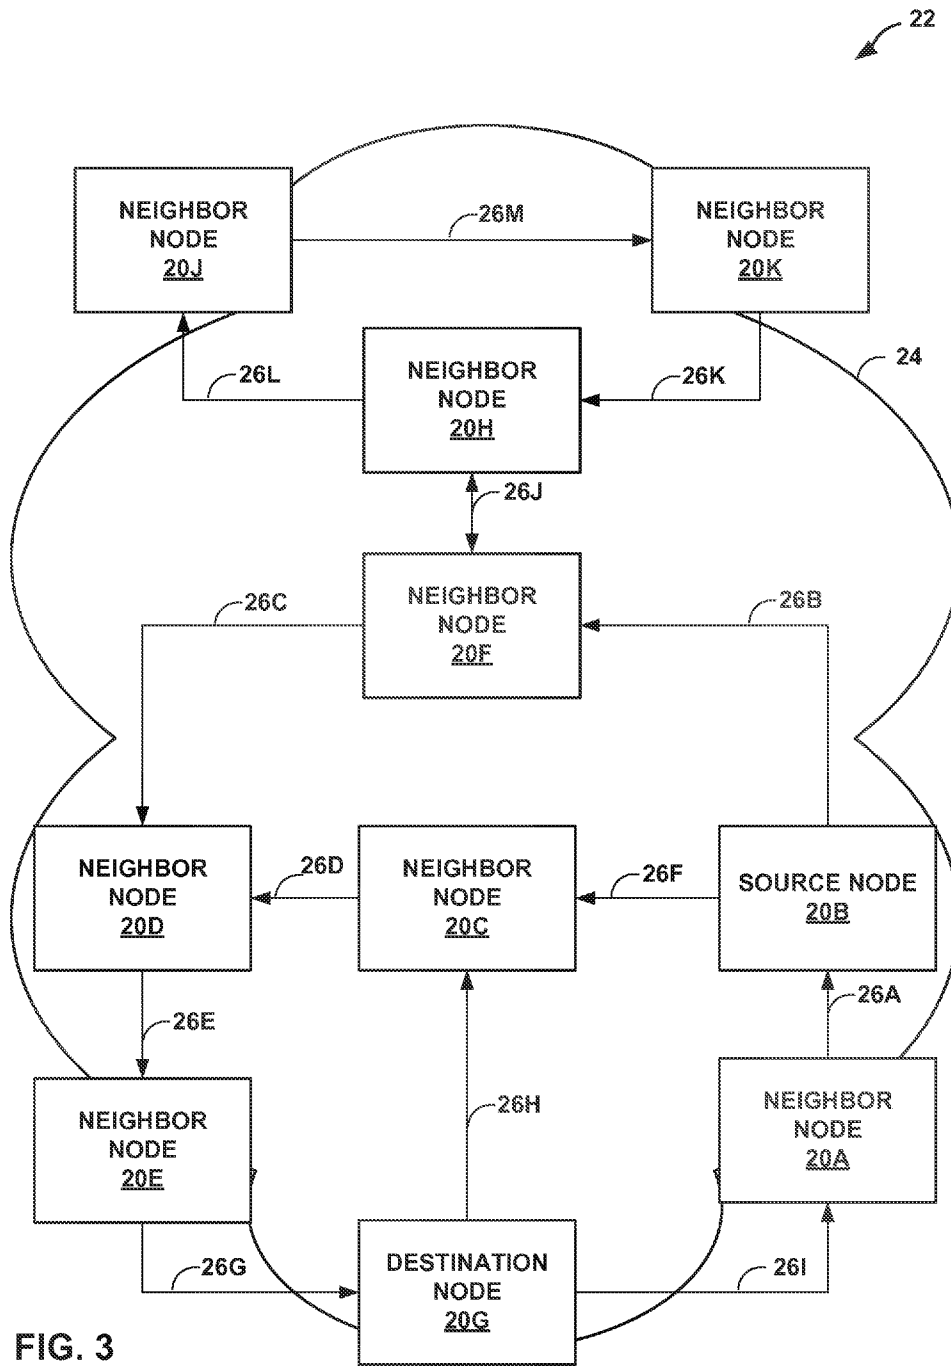 22
NEIGHBOR
NODE
20J
26M
NEIGHBOR
NODE
20K
24
26L
NEIGHBOR
NODE
20H
26K
26J
26C
NEIGHBOR
NODE
20F
26B
NEIGHBOR
NODE
20D
26D
NEIGHBOR
NODE
20C
26F
SOURCE NODE
20B
26E
26A
NEIGHBOR
NODE
20E
26H
NEIGHBOR
NODE
20A
26G
DESTINATION
NODE
20G
26I
FIG. 3